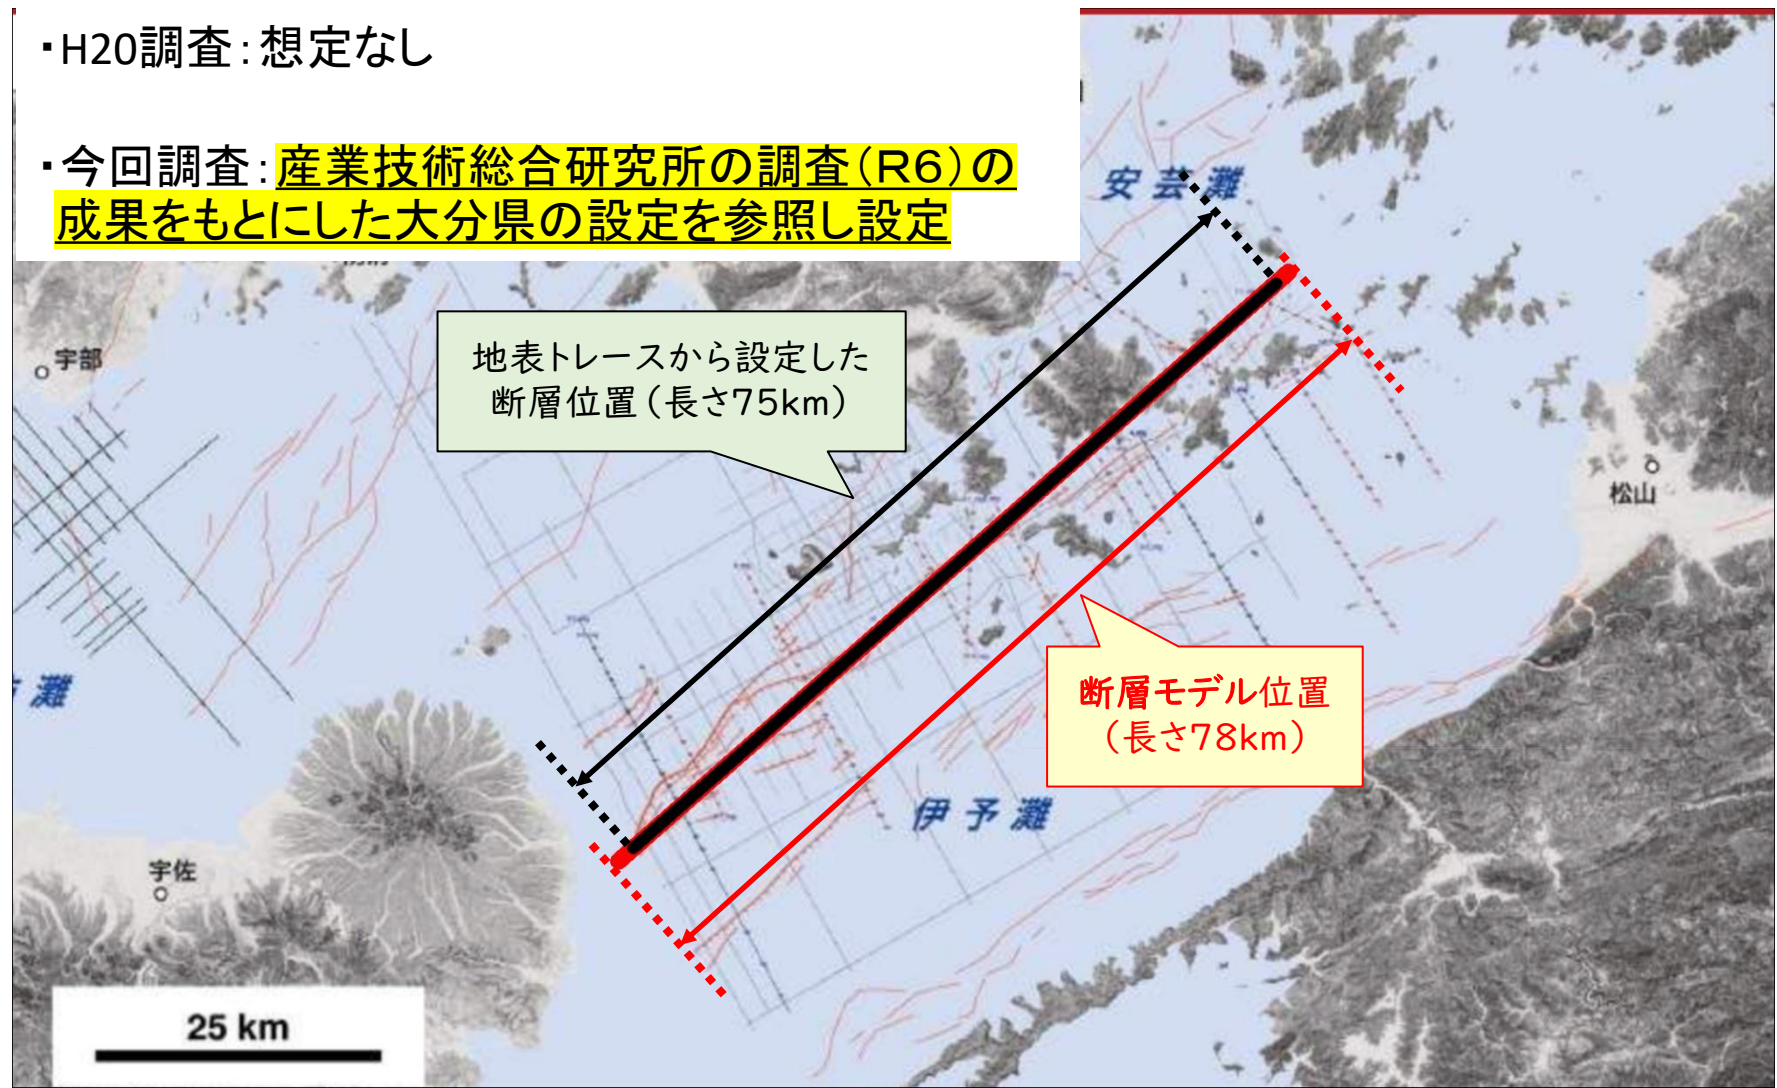 ・H20調査：想定なし
・今回調査：産業技術総合研究所の調査（R6）の
成果をもとにした大分県の設定を参照し設定
安芸灘
宇部
地表トレースから設定した
断層位置（長さ75km）
松山
灘
断層モデル位置
（長さ78km）
伊予灘
宇佐
25 km